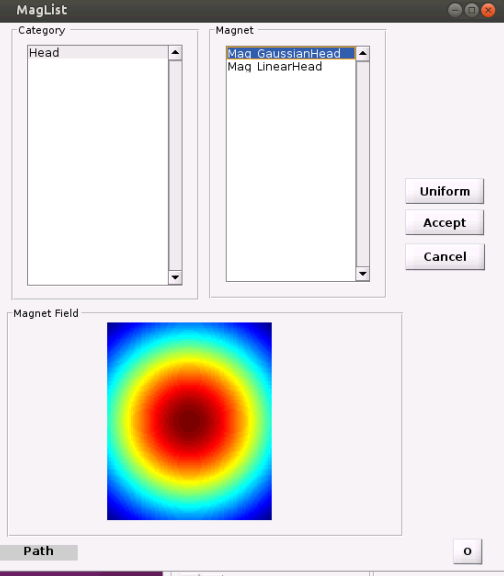 MagList
Category
Magnet
Head
Mag_GaussianHead
Mag_LinearHead
Uniform
Accept
Cancel
Magnet Field
Path
O